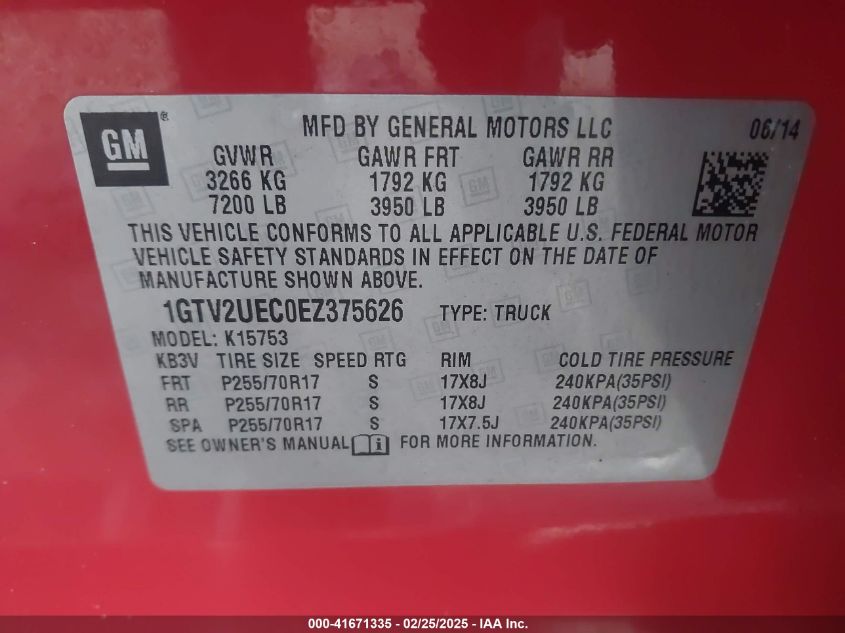 GM®
MFD BY GENERAL MOTORS LLC 06/14
GVWR GAWR FRT GAWR RR
3266 KG 1792 KG 1792 KG
7200 LB 3950 LB 3950 LB
THIS VEHICLE CONFORMS TO ALL APPLICABLE U.S. FEDERAL MOTOR
VEHICLE SAFETY STANDARDS IN EFFECT ON THE DATE OF
MANUFACTURE SHOWN ABOVE.
1GTV2UEC0EZ375626 TYPE: TRUCK
MODEL: K15753
KB3V TIRE SIZE SPEED RTG RIM COLD TIRE PRESSURE
FRT P255/70R17 S 17X8J 240KPA(35PSI)
RR P255/70R17 S 17X8J 240KPA(35PSI)
SPA P255/70R17 S 17X7.5J 240KPA(35PSI)
SEE OWNER'S MANUAL i FOR MORE INFORMATION.
000-41671335 - 02/25/2025 - IAA Inc.